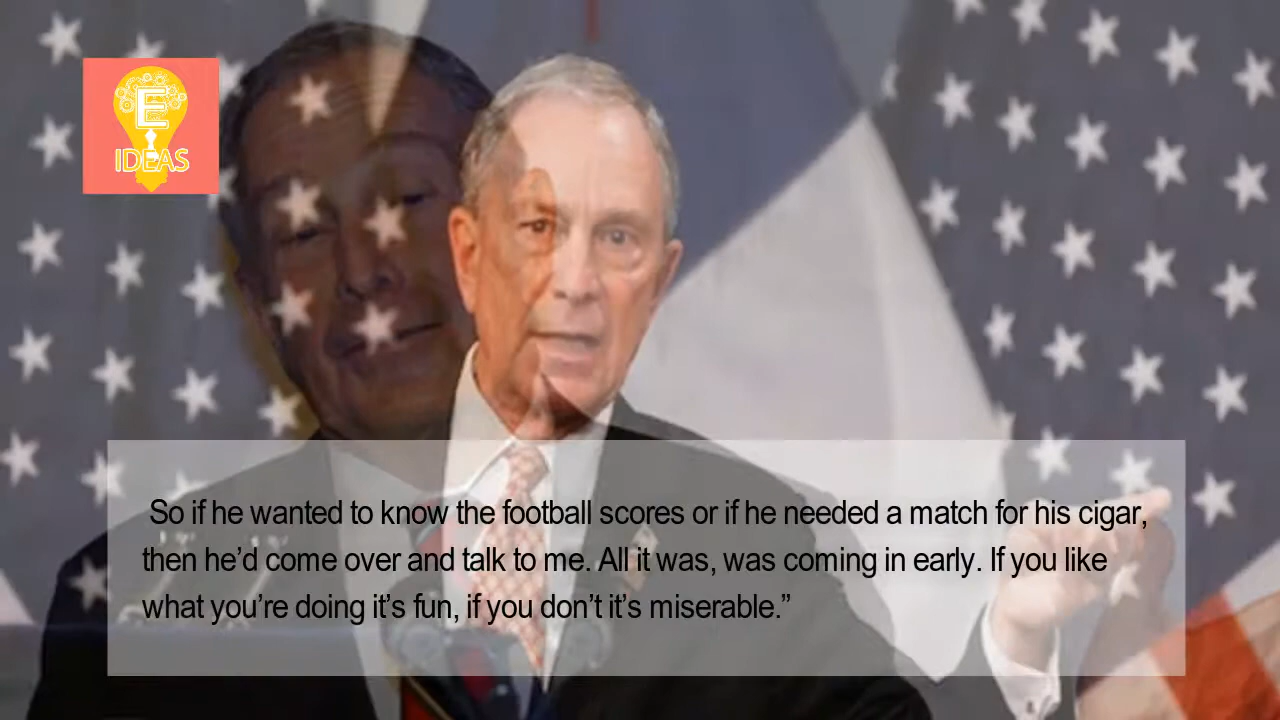 E
IDEAS
So if he wanted to know the football scores or if he needed a match for his cigar,
then he’d come over and talk to me. All it was, was coming in early. If you like
what you’re doing it’s fun, if you don’t it’s miserable.”